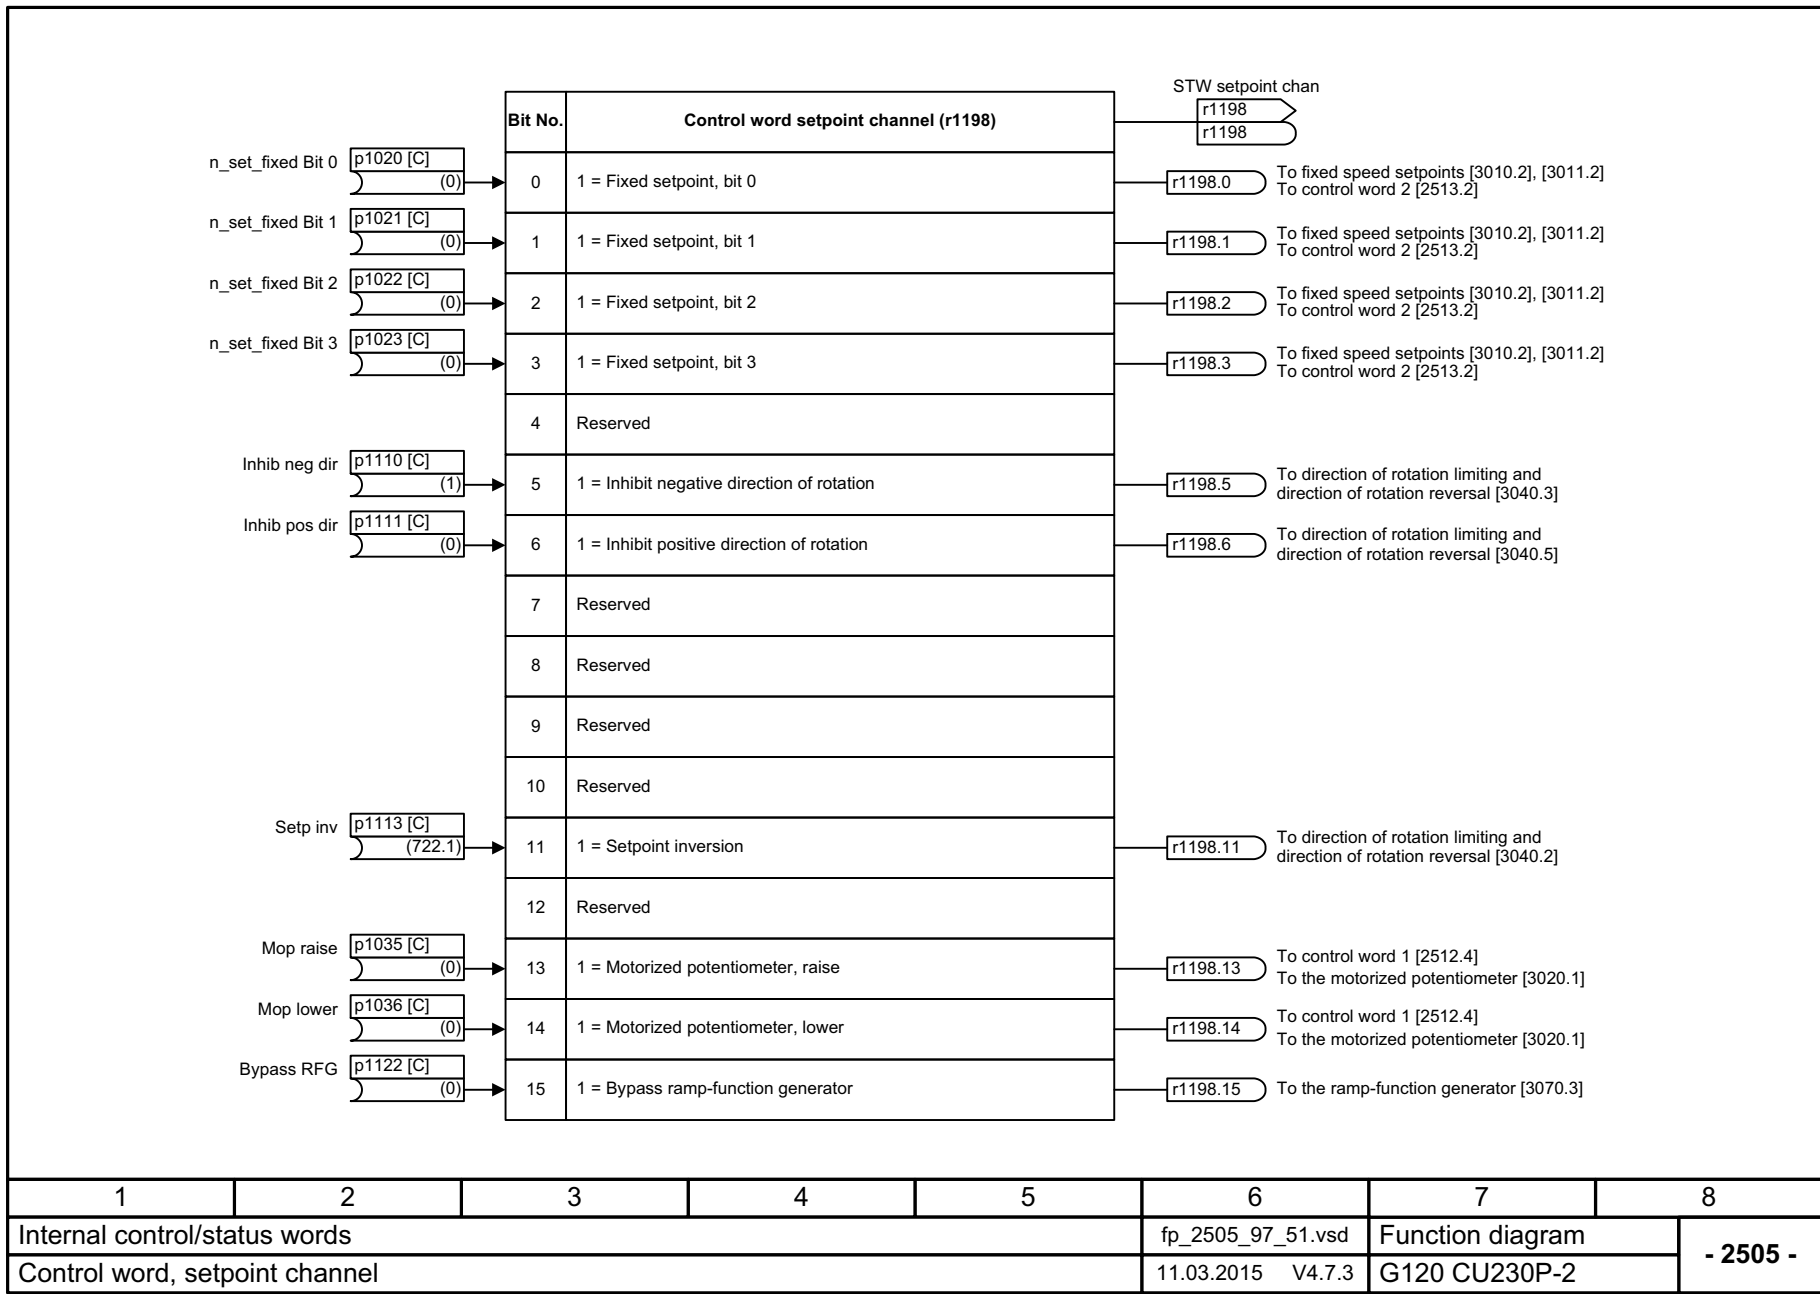 STW setpoint chan
r1198
r1198
Bit No. Control word setpoint channel (r1198)
n_set_fixed Bit 0 p1020 [C]
(0) 0 1 = Fixed setpoint, bit 0 r1198.0 To fixed speed setpoints [3010.2], [3011.2]
To control word 2 [2513.2]
n_set_fixed Bit 1 p1021 [C]
(0) 1 1 = Fixed setpoint, bit 1 r1198.1 To fixed speed setpoints [3010.2], [3011.2]
To control word 2 [2513.2]
n_set_fixed Bit 2 p1022 [C]
(0) 2 1 = Fixed setpoint, bit 2 r1198.2 To fixed speed setpoints [3010.2], [3011.2]
To control word 2 [2513.2]
n_set_fixed Bit 3 p1023 [C]
(0) 3 1 = Fixed setpoint, bit 3 r1198.3 To fixed speed setpoints [3010.2], [3011.2]
To control word 2 [2513.2]
4 Reserved
Inhib neg dir p1110 [C]
(1) 5 1 = Inhibit negative direction of rotation r1198.5 To direction of rotation limiting and
direction of rotation reversal [3040.3]
Inhib pos dir p1111 [C]
(0) 6 1 = Inhibit positive direction of rotation r1198.6 To direction of rotation limiting and
direction of rotation reversal [3040.5]
7 Reserved
8 Reserved
9 Reserved
10 Reserved
Setp inv p1113 [C]
(722.1) 11 1 = Setpoint inversion r1198.11 To direction of rotation limiting and
direction of rotation reversal [3040.2]
12 Reserved
Mop raise p1035 [C]
(0) 13 1 = Motorized potentiometer, raise r1198.13 To control word 1 [2512.4]
To the motorized potentiometer [3020.1]
Mop lower p1036 [C]
(0) 14 1 = Motorized potentiometer, lower r1198.14 To control word 1 [2512.4]
To the motorized potentiometer [3020.1]
Bypass RFG p1122 [C]
(0) 15 1 = Bypass ramp-function generator r1198.15 To the ramp-function generator [3070.3]
1 2 3 4 5 6 7 8
Internal control/status words fp_2505_97_51.vsd Function diagram - 2505 -
Control word, setpoint channel 11.03.2015 V4.7.3 G120 CU230P-2